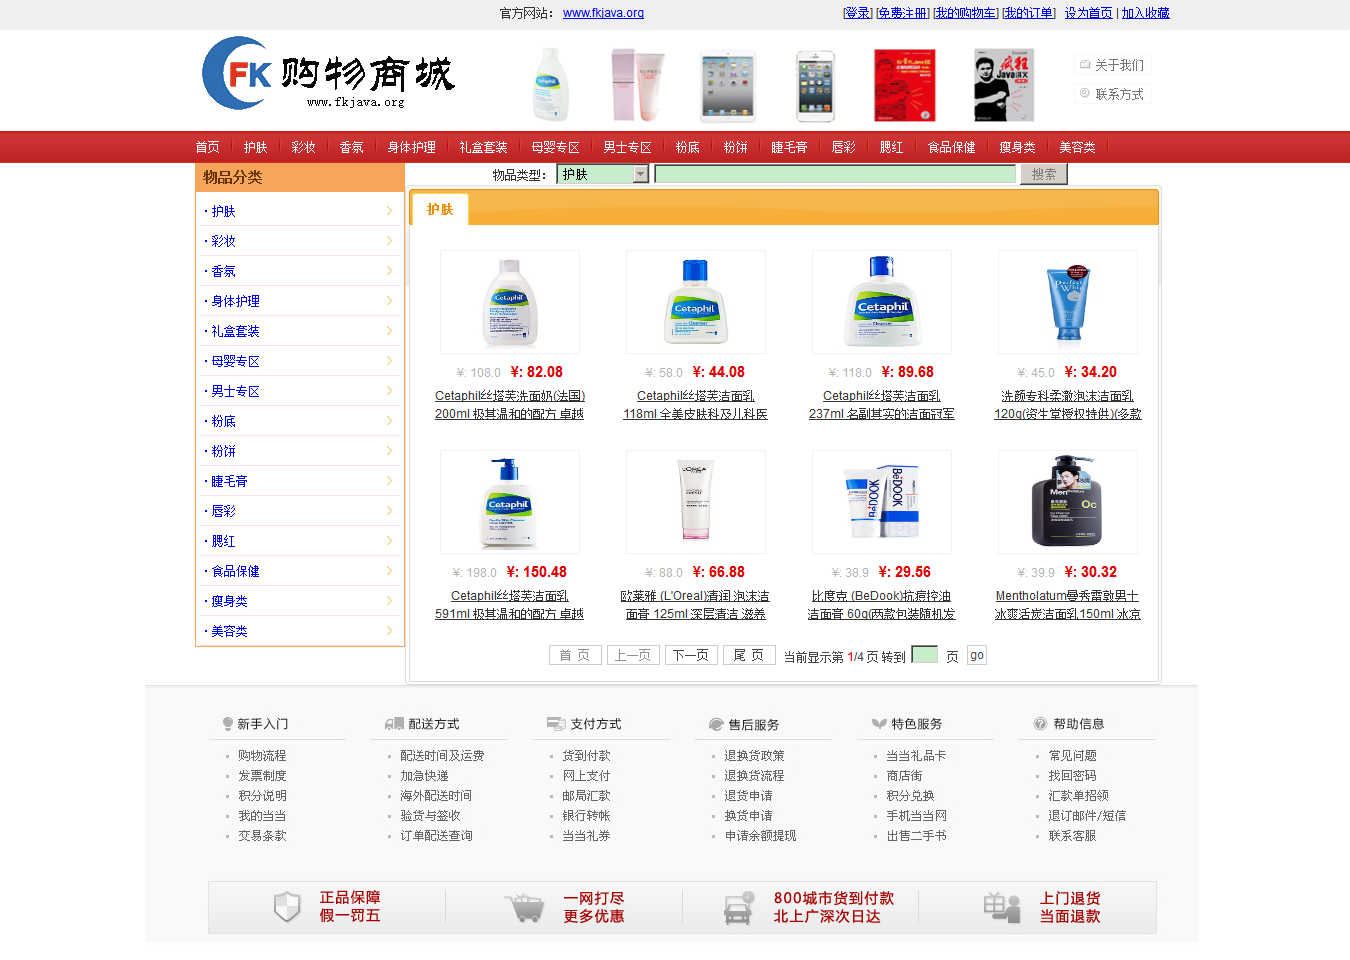 官方网站： www.fkjava.org [登录] [免费注册] [我的购物车] [我的订单] 设为首页 | 加入收藏
FK 购物商城
www.fkjava.org
关于我们
联系方式
首页 护肤 彩妆 香氛 身体护理 礼盒套装 母婴专区 男士专区 粉底 粉饼 睫毛膏 唇彩 腮红 食品保健 瘦身类 美容类
物品分类
物品类型： 护肤 搜索
护肤
· 护肤
· 彩妆
· 香氛
· 身体护理
· 礼盒套装
· 母婴专区
· 男士专区
· 粉底
· 粉饼
· 睫毛膏
· 唇彩
· 腮红
· 食品保健
· 瘦身类
· 美容类
Cetaphil
Cetaphil
Cetaphil
Perfect
Whip
¥: 108.0 ¥: 82.08
Cetaphil丝塔芙洗面奶(法国)
200ml 极其温和的配方 卓越
¥: 58.0 ¥: 44.08
Cetaphil丝塔芙洁面乳
118ml 全美皮肤科及儿科医
¥: 118.0 ¥: 89.68
Cetaphil丝塔芙洁面乳
237ml 名副其实的洁面冠军
¥: 45.0 ¥: 34.20
洗颜专科柔澈泡沫洁面乳
120g(资生堂授权特供)(多款
Cetaphil
L'OREAL
BeDOOK
BeDOOK
Men
Oc
¥: 198.0 ¥: 150.48
Cetaphil丝塔芙洁面乳
591ml 极其温和的配方 卓越
¥: 88.0 ¥: 66.88
欧莱雅 (L'Oreal)清润 泡沫洁
面膏 125ml 深层清洁 滋养
¥: 38.9 ¥: 29.56
比度克 (BeDook)抗痘控油
洁面膏 60g(两款包装随机发
¥: 39.9 ¥: 30.32
Mentholatum曼秀雷敦男士
冰爽活炭洁面乳150ml 冰凉
首 页 上一页 下一页 尾 页 当前显示第 1/4 页 转到 页 go
新手入门
购物流程
发票制度
积分说明
我的当当
交易条款
配送方式
配送时间及运费
加急快递
海外配送时间
验货与签收
订单配送查询
支付方式
货到付款
网上支付
邮局汇款
银行转帐
当当礼券
售后服务
退换货政策
退换货流程
退货申请
换货申请
申请余额提现
特色服务
当当礼品卡
商店街
积分兑换
手机当当网
出售二手书
帮助信息
常见问题
找回密码
汇款单招领
退订邮件/短信
联系客服
正品保障
假一罚五
一网打尽
更多优惠
800城市货到付款
北上广深次日达
上门退货
当面退款